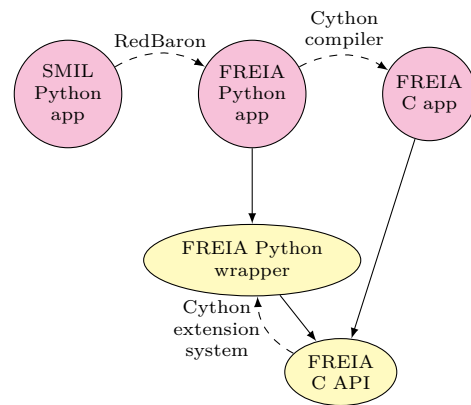 RedBaron
Cython
compiler
SMIL
Python
app
FREIA
Python
app
FREIA
C app
FREIA Python
wrapper
Cython
extension
system
FREIA
C API